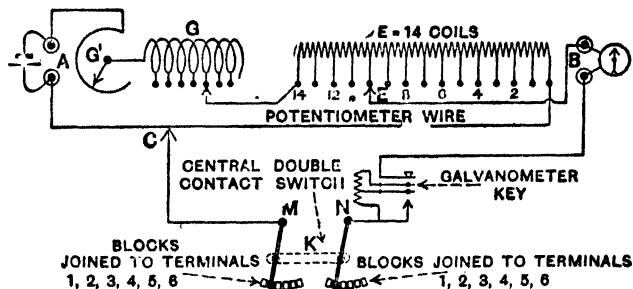 G
E = 14 COILS
A
G'
B
14 12 E 8 6 4 2
POTENTIOMETER WIRE
C
CENTRAL DOUBLE
CONTACT SWITCH
GALVANOMETER
KEY
M
N
K
BLOCKS
JOINED TO TERMINALS
1, 2, 3, 4, 5, 6
BLOCKS
JOINED TO TERMINALS
1, 2, 3, 4, 5, 6